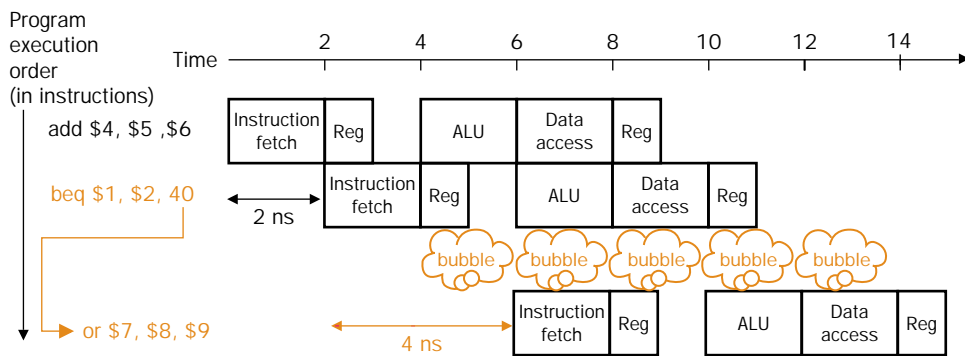 Program
execution
order
(in instructions)
Time
2 4 6 8 10 12 14
add $4, $5 ,$6
Instruction
fetch
Reg
ALU
Data
access
Reg
beq $1, $2, 40
2 ns
Instruction
fetch
Reg
ALU
Data
access
Reg
bubble bubble bubble bubble bubble
or $7, $8, $9
4 ns
Instruction
fetch
Reg
ALU
Data
access
Reg